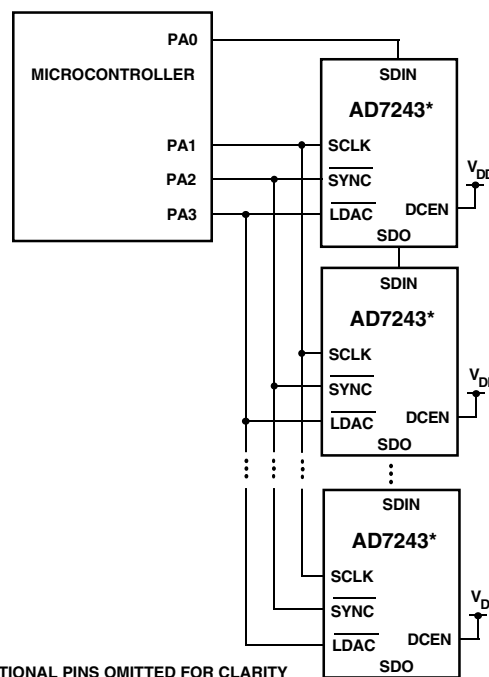 PA0
MICROCONTROLLER
PA1
PA2
PA3
SDIN
AD7243*
SCLK
SYNC
LDAC
DCEN
SDO
SDIN
AD7243*
SCLK
SYNC
LDAC
DCEN
SDO
SDIN
AD7243*
SCLK
SYNC
LDAC
DCEN
SDO
TIONAL PINS OMITTED FOR CLARITY